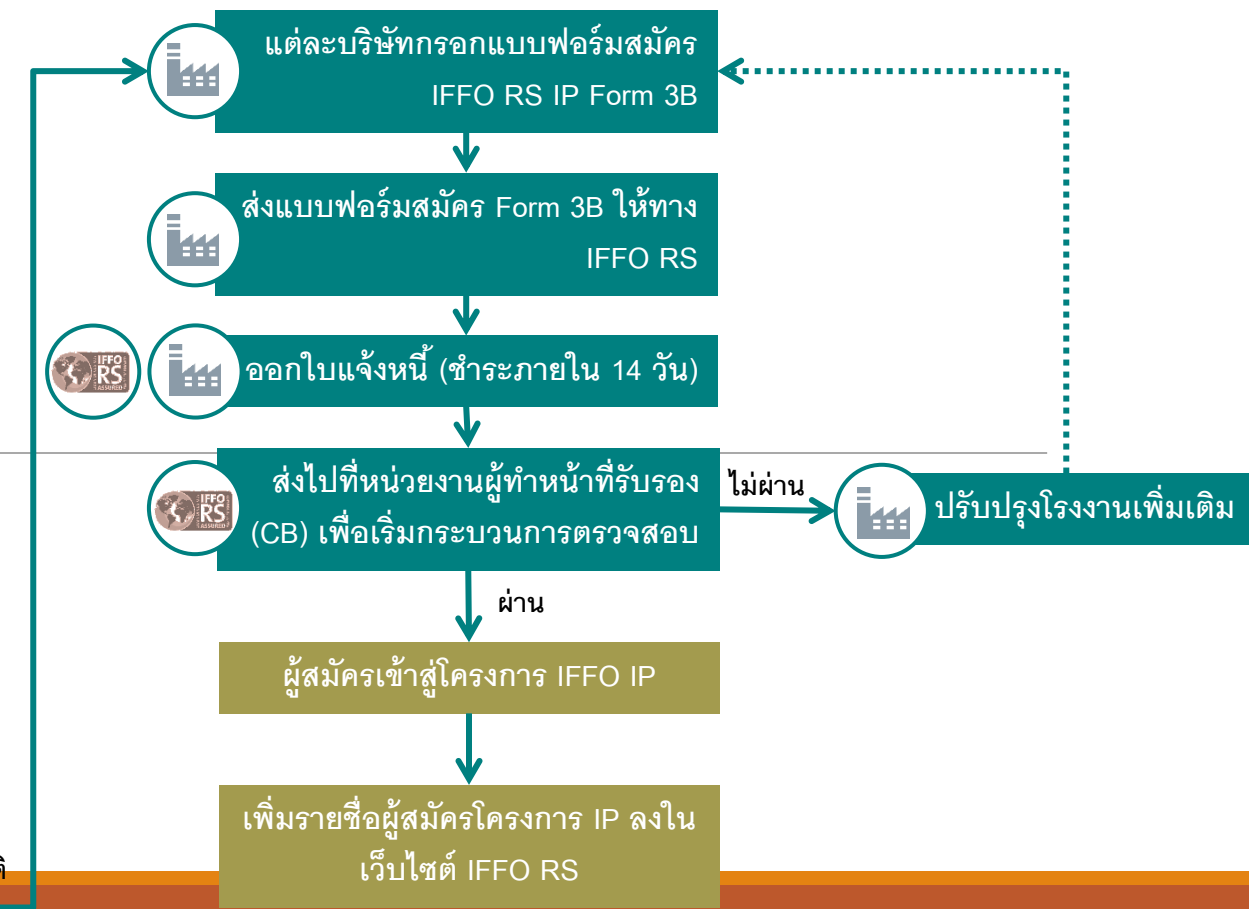 แต่ละบริษัทกรอกแบบฟอร์มสมัคร
IFFO RS IP Form 3B
ส่งแบบฟอร์มสมัคร Form 3B ให้ทาง
IFFO RS
IFFO
RS
ASSURED
ออกใบแจ้งหนี้ (ชำระภายใน 14 วัน)
IFFO
RS
ASSURED
ส่งไปที่หน่วยงานผู้ทำหน้าที่รับรอง
(CB) เพื่อเริ่มกระบวนการตรวจสอบ
ไม่ผ่าน
ปรับปรุงโรงงานเพิ่มเติม
ผ่าน
ผู้สมัครเข้าสู่โครงการ IFFO IP
เพิ่มรายชื่อผู้สมัครโครงการ IP ลงใน
เว็บไซต์ IFFO RS